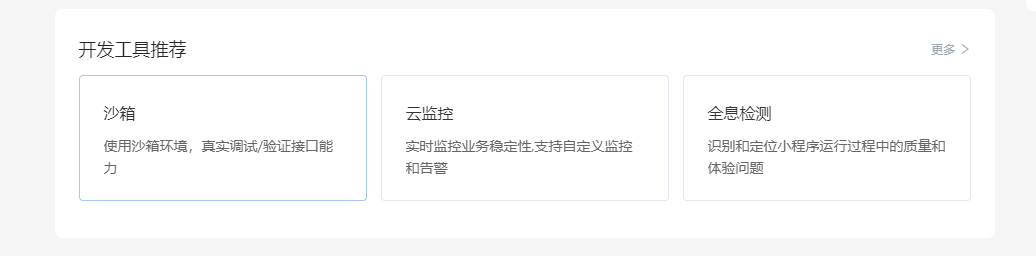 开发工具推荐
更多
沙箱
使用沙箱环境，真实调试/验证接口能
力
云监控
实时监控业务稳定性,支持自定义监控
和告警
全息检测
识别和定位小程序运行过程中的质量和
体验问题